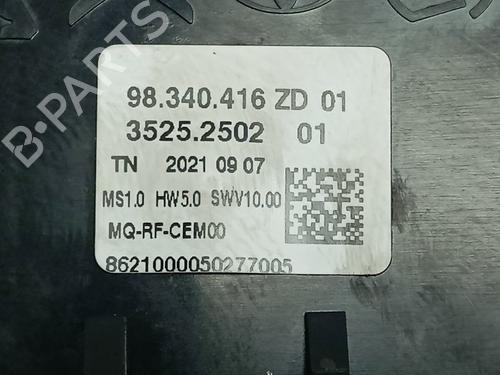 98.340.416 ZD 01
3525.2502 01
TN 2021 09 07
MS1.0 HW5.0 SWV10.00
MQ-RF-CEM00
8621000050277005
B-PARTS